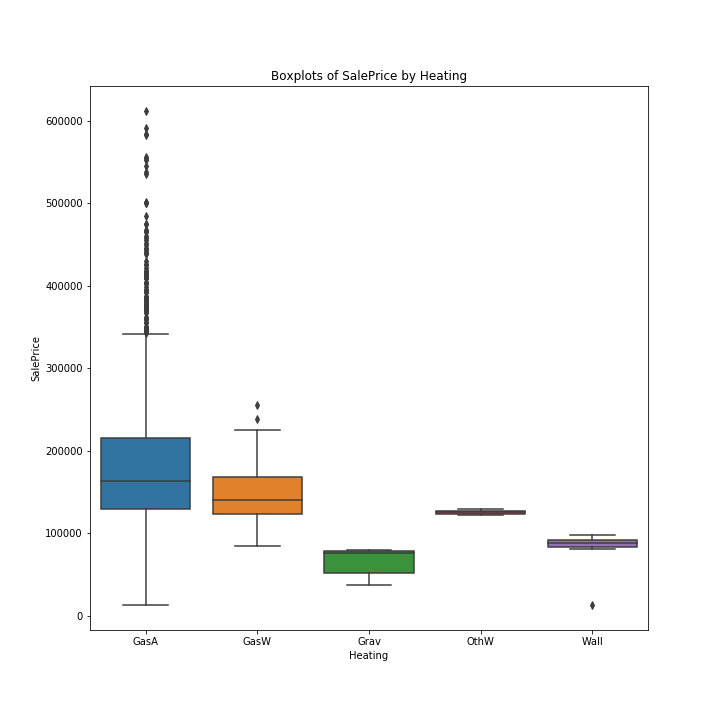 Boxplots of SalePrice by Heating
600000
500000
400000
300000
200000
100000
0
SalePrice
GasA GasW Grav OthW Wall
Heating